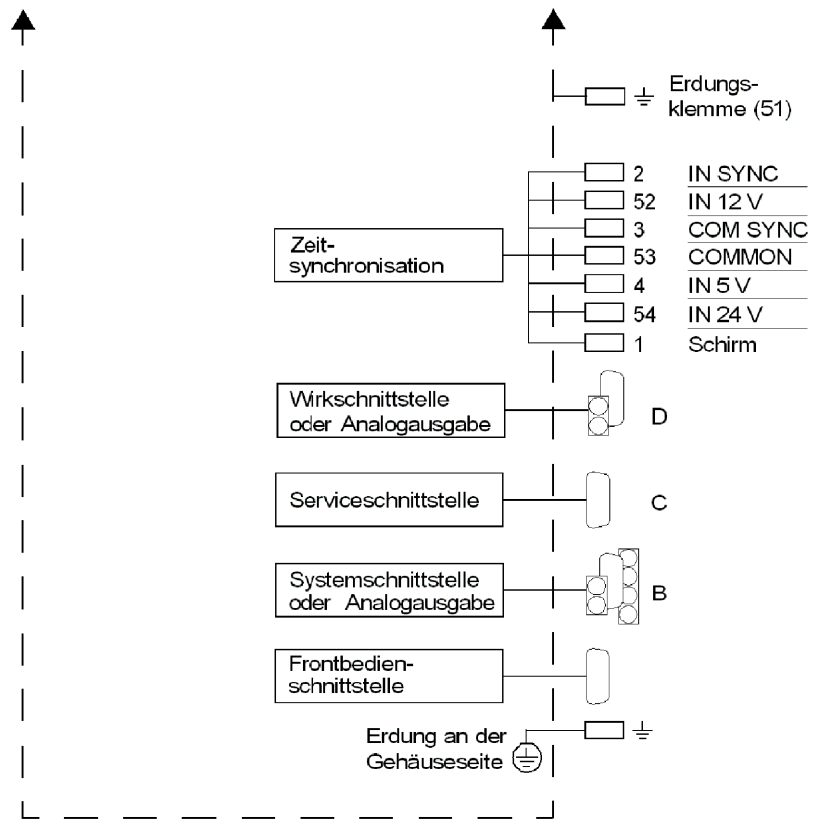 Erdungs-
klemme (51)
2 IN SYNC
52 IN 12 V
3 COM SYNC
53 COMMON
4 IN 5 V
54 IN 24 V
1 Schirm
Zeit-
synchronisation
Wirkschnittstelle
oder Analogausgabe
D
Serviceschnittstelle
C
Systemschnittstelle
oder Analogausgabe
B
Frontbedien-
schnittstelle
Erdung an der
Gehäuseseite